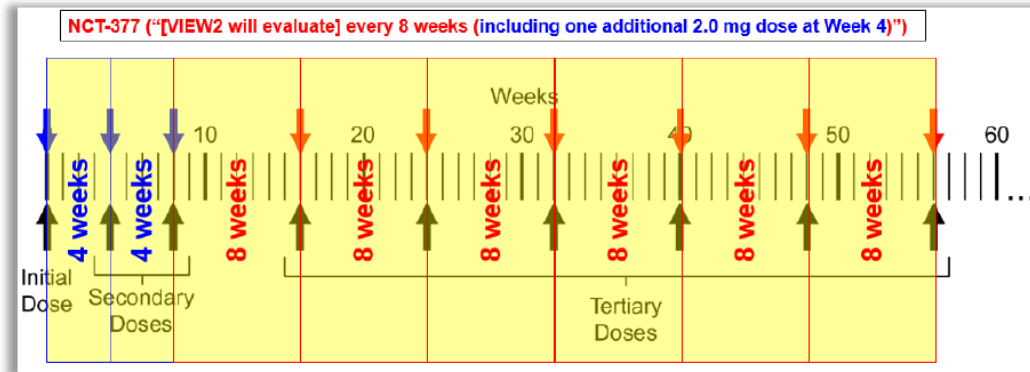 NCT-377 (“[VIEW2 will evaluate] every 8 weeks (including one additional 2.0 mg dose at Week 4)”)
Weeks
10 20 30 40 50 60
4 weeks 4 weeks 8 weeks 8 weeks 8 weeks 8 weeks 8 weeks 8 weeks
...
Initial
Dose
Secondary
Doses
Tertiary
Doses